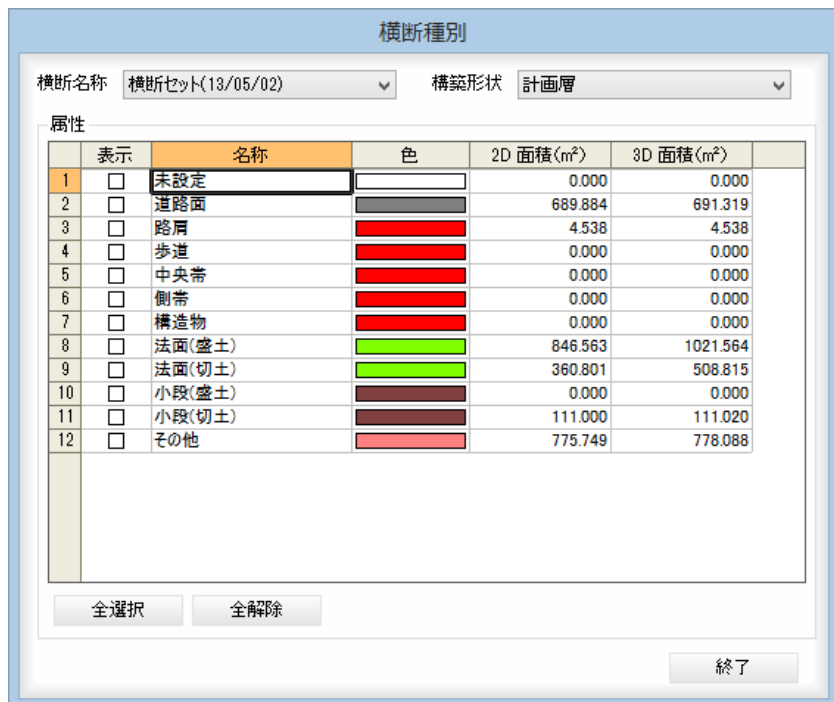 横断種別
横断名称 横断セット(13/05/02) 構築形状 計画層
属性
表示 名称 色 2D 面積(m²) 3D 面積(m²)
1 未設定 0.000 0.000
2 道路面 689.884 691.319
3 路肩 4.538 4.538
4 歩道 0.000 0.000
5 中央帯 0.000 0.000
6 側帯 0.000 0.000
7 構造物 0.000 0.000
8 法面(盛土) 846.563 1021.564
9 法面(切土) 360.801 508.815
10 小段(盛土) 0.000 0.000
11 小段(切土) 111.000 111.020
12 その他 775.749 778.088
全選択 全解除
終了